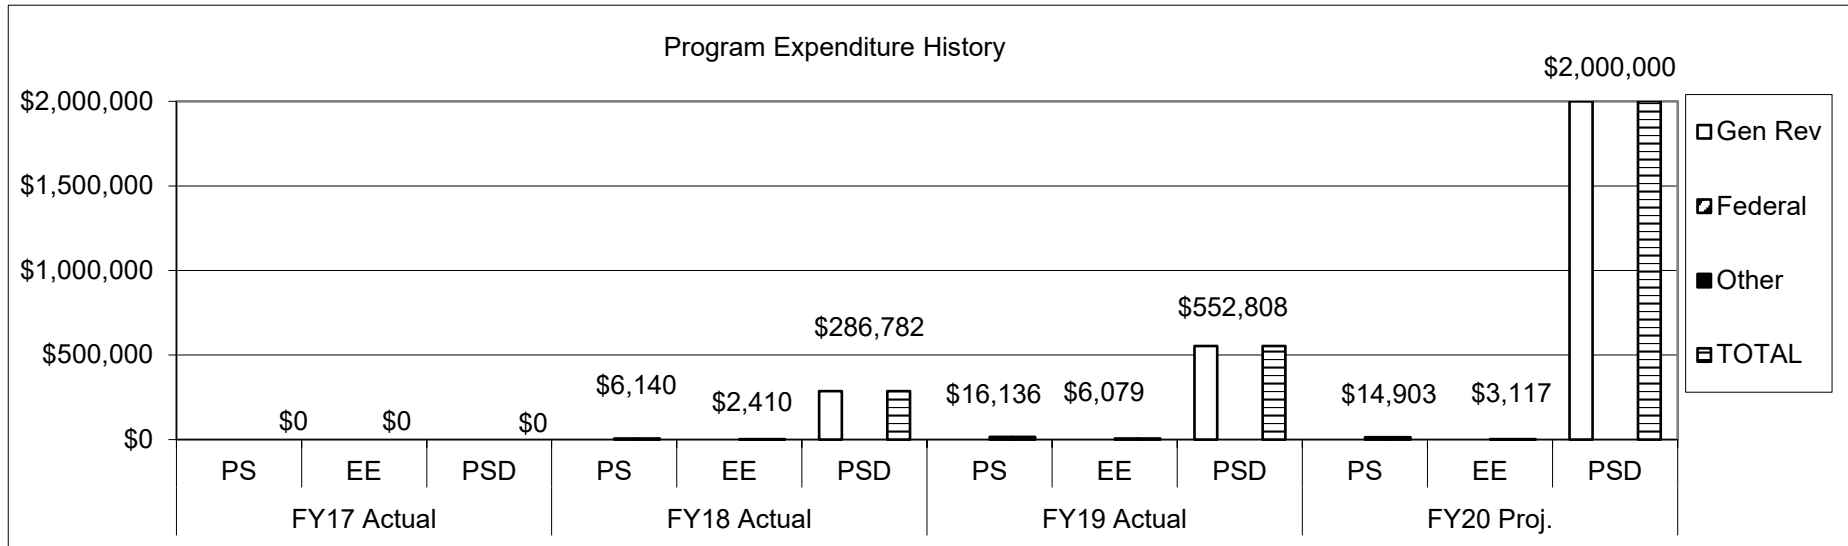 Program Expenditure History
$2,000,000
$2,000,000
$1,500,000
$1,000,000
$500,000
$0
$0
$0
$0
$6,140
$2,410
$286,782
$16,136
$6,079
$552,808
$14,903
$3,117
PS
EE
PSD
PS
EE
PSD
PS
EE
PSD
PS
EE
PSD
FY17 Actual
FY18 Actual
FY19 Actual
FY20 Proj.
Gen Rev
Federal
Other
TOTAL